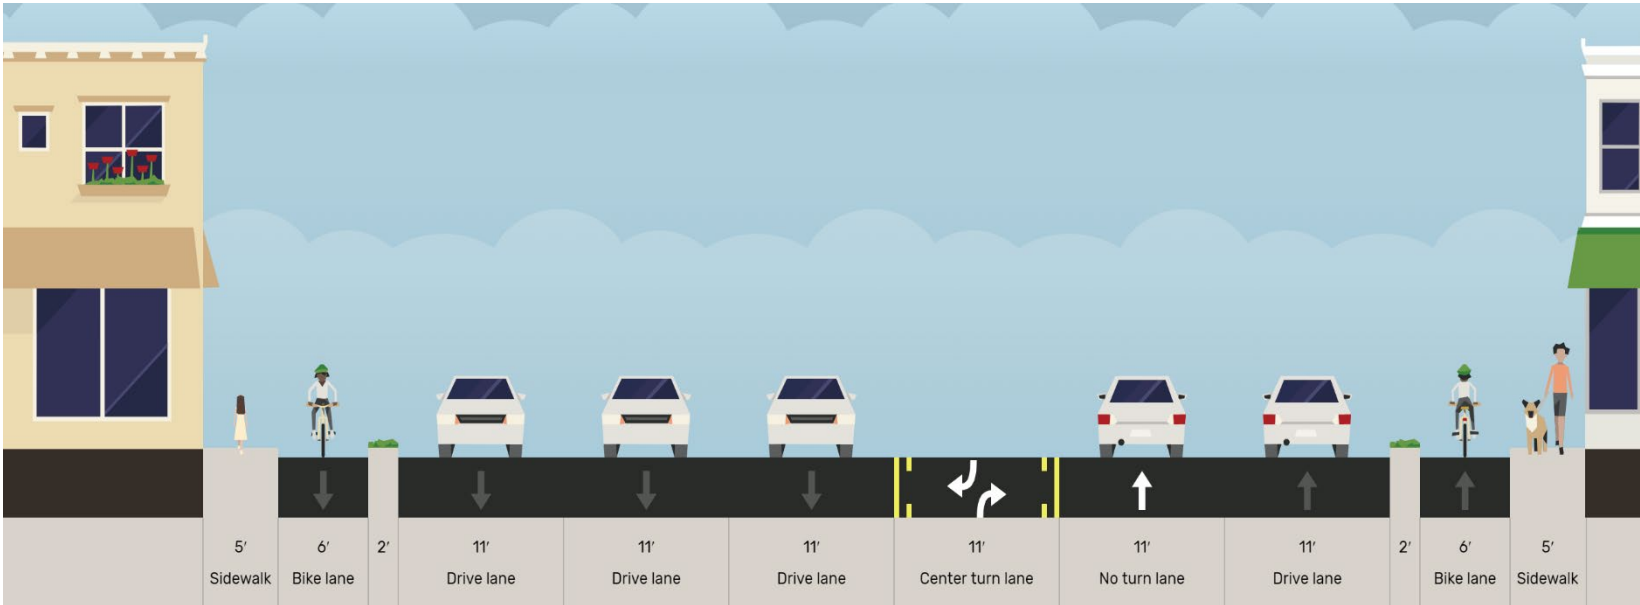 5′ 6′ 2′ 11′ 11′ 11′ 11′ 11′ 11′ 2′ 6′ 5′
Sidewalk Bike lane Drive lane Drive lane Drive lane Center turn lane No turn lane Drive lane Bike lane Sidewalk